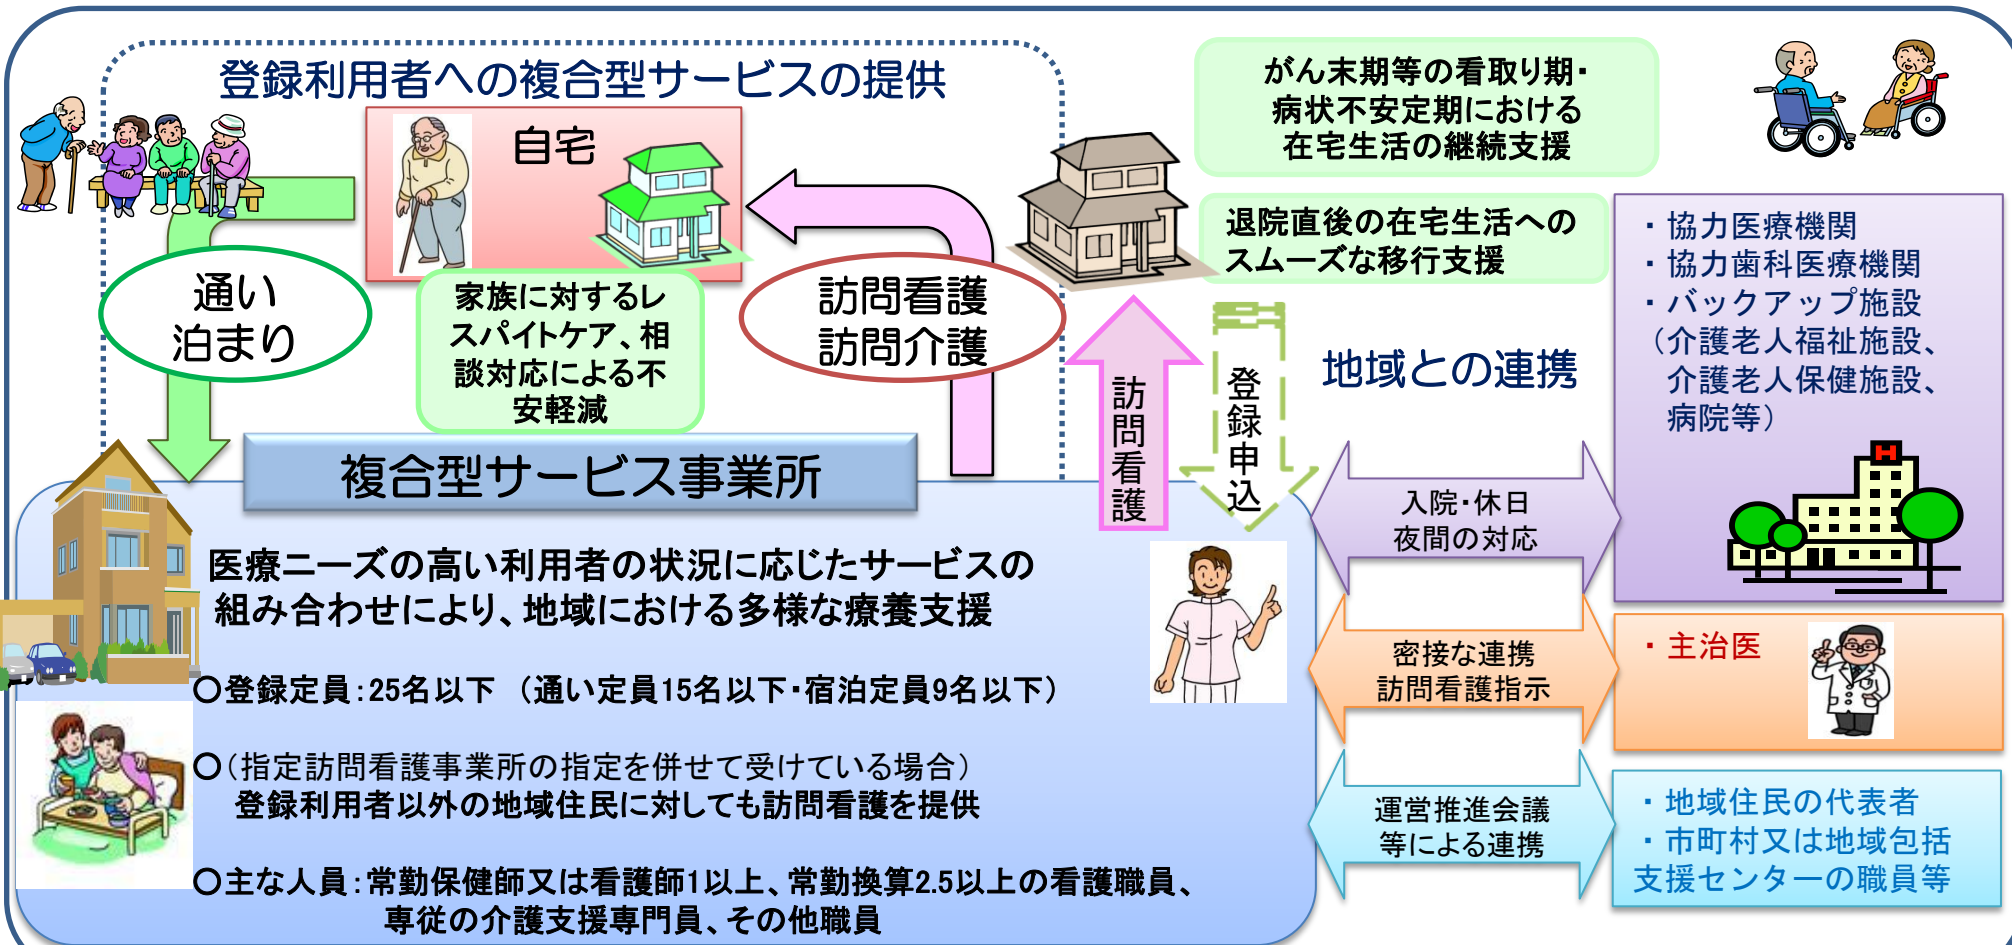 登録利用者への複合型サービスの提供
自宅
通い
泊まり
家族に対するレ
スパイトケア、相
談対応による不
安軽減
訪問看護
訪問介護
がん末期等の看取り期・
病状不安定期における
在宅生活の継続支援
退院直後の在宅生活への
スムーズな移行支援
訪問看護
登録申込
地域との連携
・協力医療機関
・協力歯科医療機関
・バックアップ施設
（介護老人福祉施設、
介護老人保健施設、
病院等）
H
複合型サービス事業所
医療ニーズの高い利用者の状況に応じたサービスの
組み合わせにより、地域における多様な療養支援
○登録定員：25名以下 （通い定員15名以下・宿泊定員9名以下）
○（指定訪問看護事業所の指定を併せて受けている場合）
登録利用者以外の地域住民に対しても訪問看護を提供
○主な人員：常勤保健師又は看護師1以上、常勤換算2.5以上の看護職員、
専従の介護支援専門員、その他職員
入院・休日
夜間の対応
密接な連携
訪問看護指示
・主治医
運営推進会議
等による連携
・地域住民の代表者
・市町村又は地域包括
支援センターの職員等